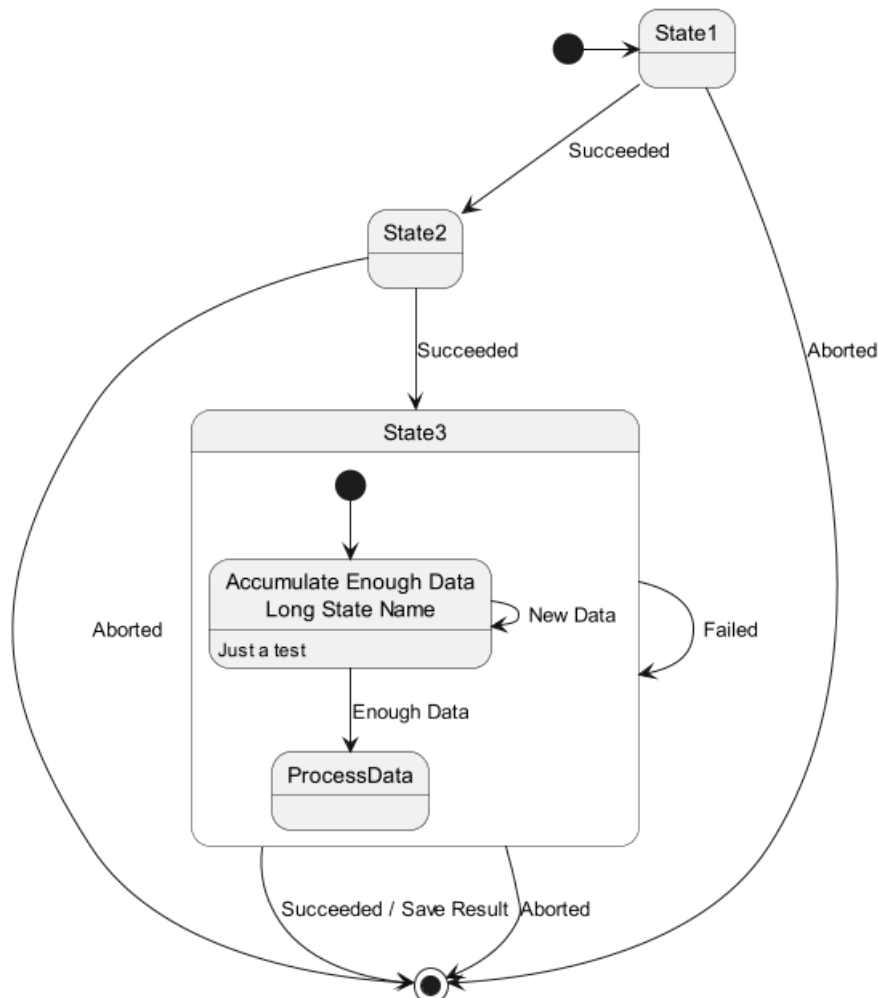 State1
Succeeded
State2
Succeeded
Aborted
State3
Accumulate Enough Data
Long State Name
Just a test
New Data
Failed
Aborted
Enough Data
ProcessData
Succeeded / Save Result
Aborted